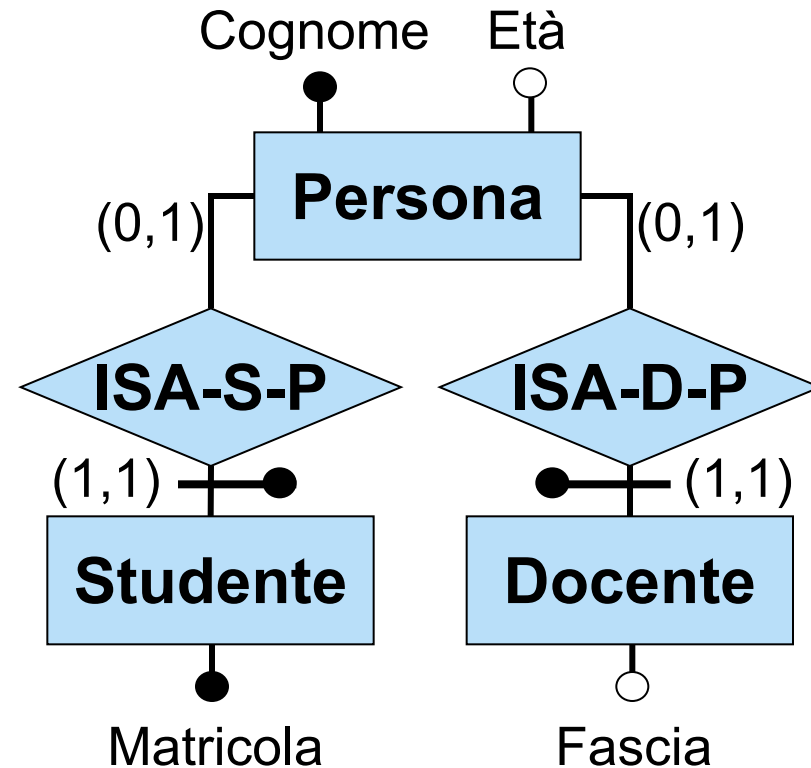 Cognome Età
Persona
(0,1) (0,1)
ISA-S-P ISA-D-P
(1,1) (1,1)
Studente Docente
Matricola Fascia